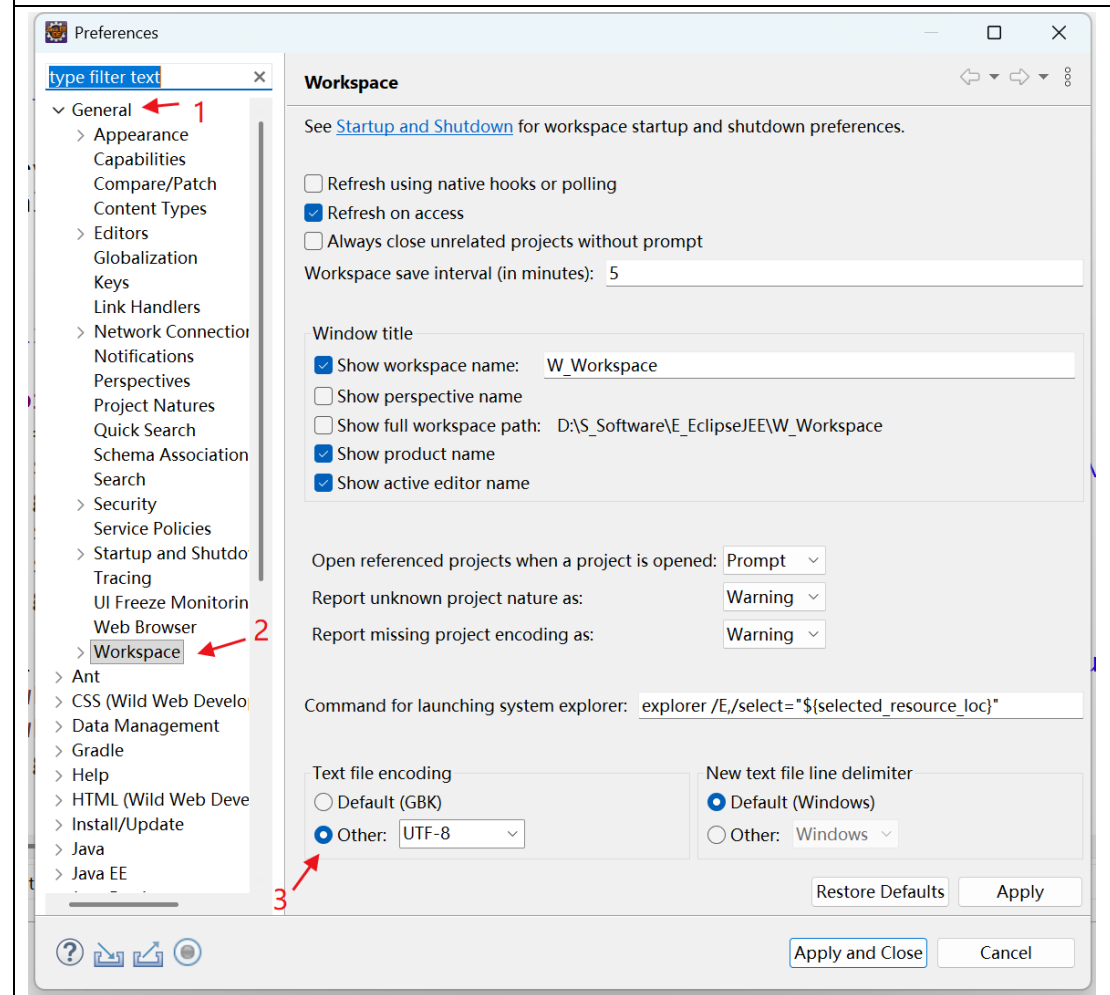 Preferences
type filter text
Workspace
General
1
Appearance
Capabilities
Compare/Patch
Content Types
Editors
Globalization
Keys
Link Handlers
Network Connection
Notifications
Perspectives
Project Natures
Quick Search
Schema Association
Search
Security
Service Policies
Startup and Shutdo
Tracing
UI Freeze Monitorin
Web Browser
2
Workspace
Ant
CSS (Wild Web Develo
Data Management
Gradle
Help
HTML (Wild Web Deve
Install/Update
Java
Java EE
See Startup and Shutdown for workspace startup and shutdown preferences.
Refresh using native hooks or polling
Refresh on access
Always close unrelated projects without prompt
Workspace save interval (in minutes): 5
Window title
Show workspace name: W_Workspace
Show perspective name
Show full workspace path: D:\S_Software\E_EclipseJEE\W_Workspace
Show product name
Show active editor name
Open referenced projects when a project is opened: Prompt
Report unknown project nature as: Warning
Report missing project encoding as: Warning
Command for launching system explorer: explorer /E,/select="${selected_resource_loc}"
Text file encoding
Default (GBK)
Other: UTF-8
3
New text file line delimiter
Default (Windows)
Other: Windows
Restore Defaults Apply
Apply and Close Cancel